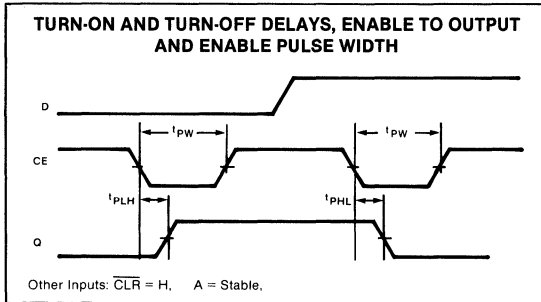 TURN-ON AND TURN-OFF DELAYS, ENABLE TO OUTPUT
AND ENABLE PULSE WIDTH
D
tPW
tPW
CE
tPLH
tPHL
Q
Other Inputs: CLR = H, A = Stable,